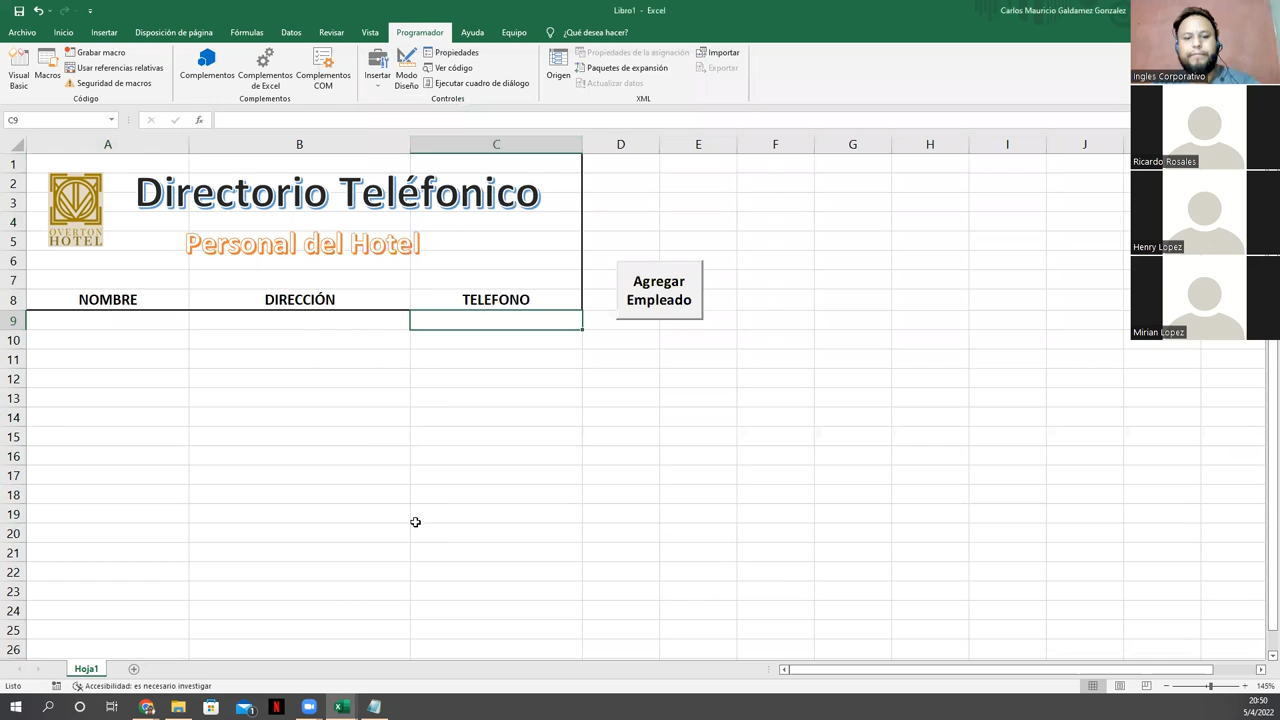 Libro1 - Excel
Carlos Mauricio Galdamez Gonzalez
Archivo Inicio Insertar Disposición de página Fórmulas Datos Revisar Vista Programador Ayuda Equipo ¿Qué desea hacer?
Visual Basic
Macros
Grabar macro
Usar referencias relativas
Seguridad de macros
Código
Complementos
Complementos de Excel
Complementos COM
Complementos
Insertar
Modo Diseño
Propiedades
Ver código
Ejecutar cuadro de diálogo
Controles
Origen
Propiedades de la asignación
Paquetes de expansión
Actualizar datos
Importar
Exportar
XML
C9
fx
A B C D E F G H I J
1
2
3
4
5
6
7
8
9
10
11
12
13
14
15
16
17
18
19
20
21
22
23
24
25
26
OVERTON
HOTEL
Directorio Teléfonico
Personal del Hotel
NOMBRE DIRECCIÓN TELEFONO
Agregar
Empleado
Ingles Corporativo
Ricardo Rosales
Henry Lopez
Mirian Lopez
Hoja1
Listo
Accesibilidad: es necesario investigar
145%
20:50
5/4/2022